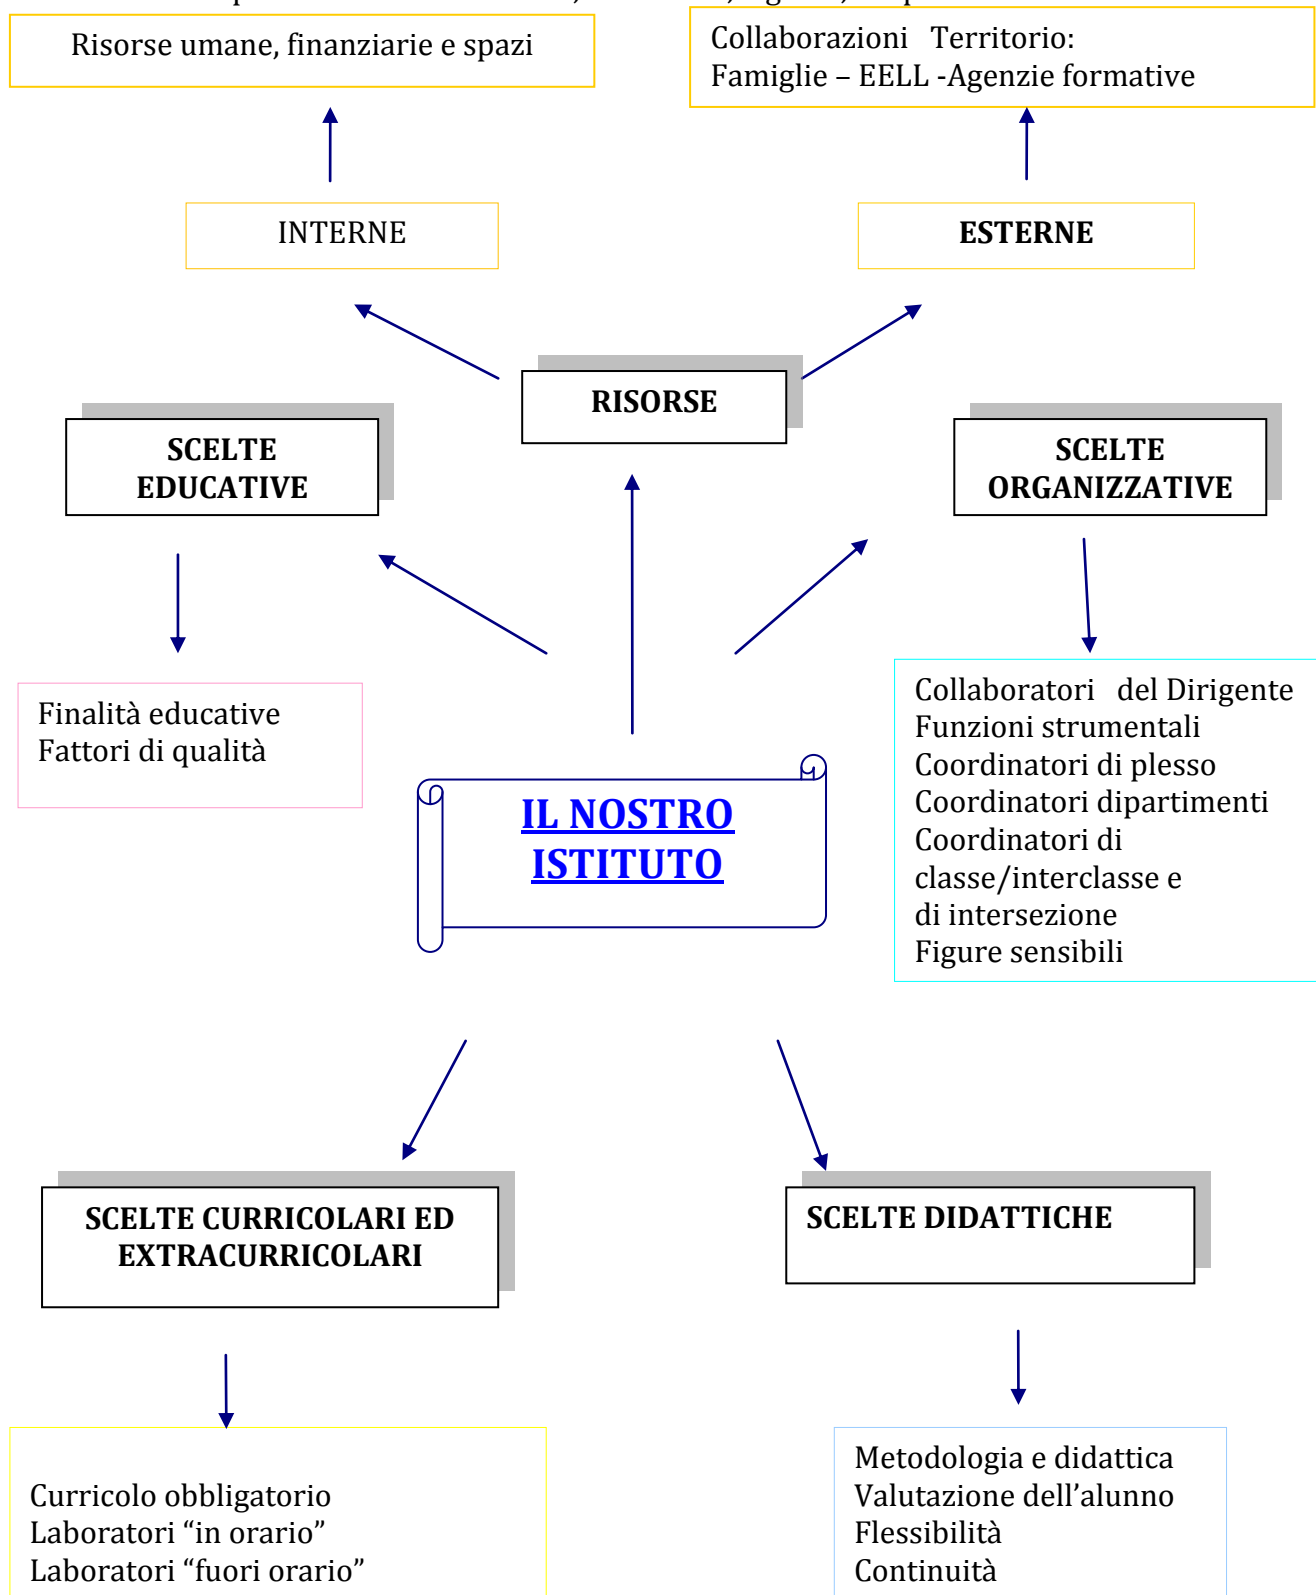 Risorse umane, finanziarie e spazi
Collaborazioni Territorio:
Famiglie – EELL -Agenzie formative
INTERNE
ESTERNE
RISORSE
SCELTE
EDUCATIVE
SCELTE
ORGANIZZATIVE
Finalità educative
Fattori di qualità
Collaboratori del Dirigente
Funzioni strumentali
Coordinatori di plesso
Coordinatori dipartimenti
Coordinatori di
classe/interclasse e
di intersezione
Figure sensibili
IL NOSTRO
ISTITUTO
SCELTE CURRICOLARI ED
EXTRACURRICOLARI
SCELTE DIDATTICHE
Curricolo obbligatorio
Laboratori “in orario”
Laboratori “fuori orario”
Metodologia e didattica
Valutazione dell’alunno
Flessibilità
Continuità